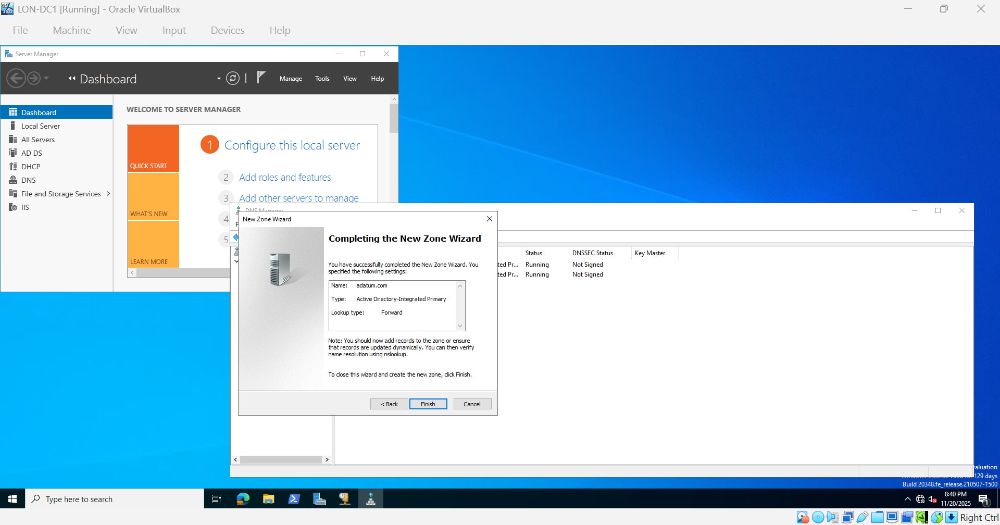 LON-DC1 [Running] - Oracle VirtualBox
File Machine View Input Devices Help
Server Manager
Dashboard
Manage Tools View Help
Dashboard
Local Server
All Servers
AD DS
DHCP
DNS
File and Storage Services
IIS
WELCOME TO SERVER MANAGER
QUICK START
WHAT'S NEW
LEARN MORE
1 Configure this local server
2 Add roles and features
3 Add other servers to manage
4
5
DNS Manager
F
New Zone Wizard
Completing the New Zone Wizard
You have successfully completed the New Zone Wizard. You
specified the following settings:
Name: adatum.com
Type: Active Directory-Integrated Primary
Lookup type: Forward
Note: You should now add records to the zone or ensure
that records are updated dynamically. You can then verify
name resolution using nslookup.
To close this wizard and create the new zone, click Finish.
< Back Finish Cancel
Status DNSSEC Status Key Master
ted Pr... Running Not Signed
ted Pr... Running Not Signed
valuation
129 days
Build 20348.fe_release.210507-1500
Type here to search
8:40 PM
11/20/2025
1
Right Ctrl